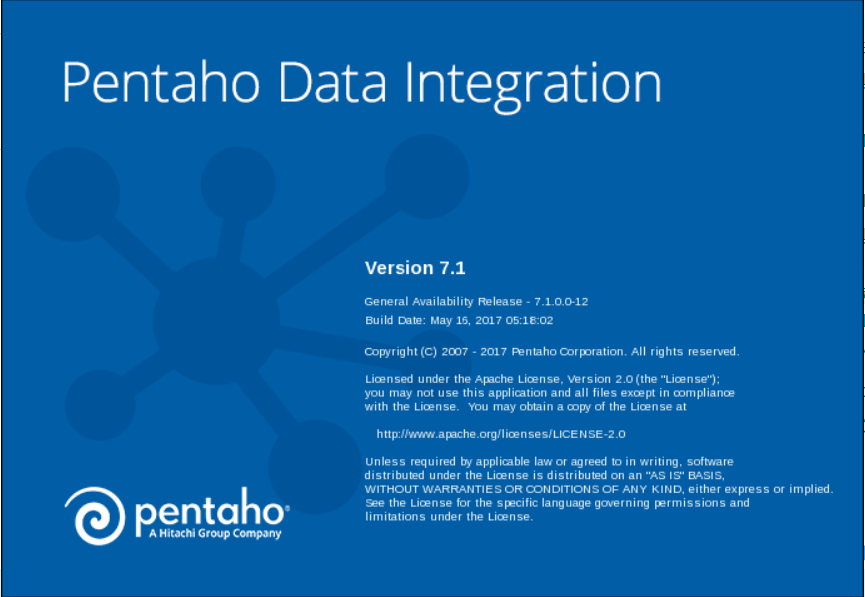 Pentaho Data Integration
Version 7.1
General Availability Release - 7.1.0.0-12
Build Date: May 16, 2017 05:18:02
Copyright (C) 2007 - 2017 Pentaho Corporation. All rights reserved.
Licensed under the Apache License, Version 2.0 (the "License");
you may not use this application and all files except in compliance
with the License. You may obtain a copy of the License at
http://www.apache.org/licenses/LICENSE-2.0
Unless required by applicable law or agreed to in writing, software
distributed under the License is distributed on an "AS IS" BASIS,
WITHOUT WARRANTIES OR CONDITIONS OF ANY KIND, either express or implied.
See the License for the specific language governing permissions and
limitations under the License.
pentaho®
A Hitachi Group Company